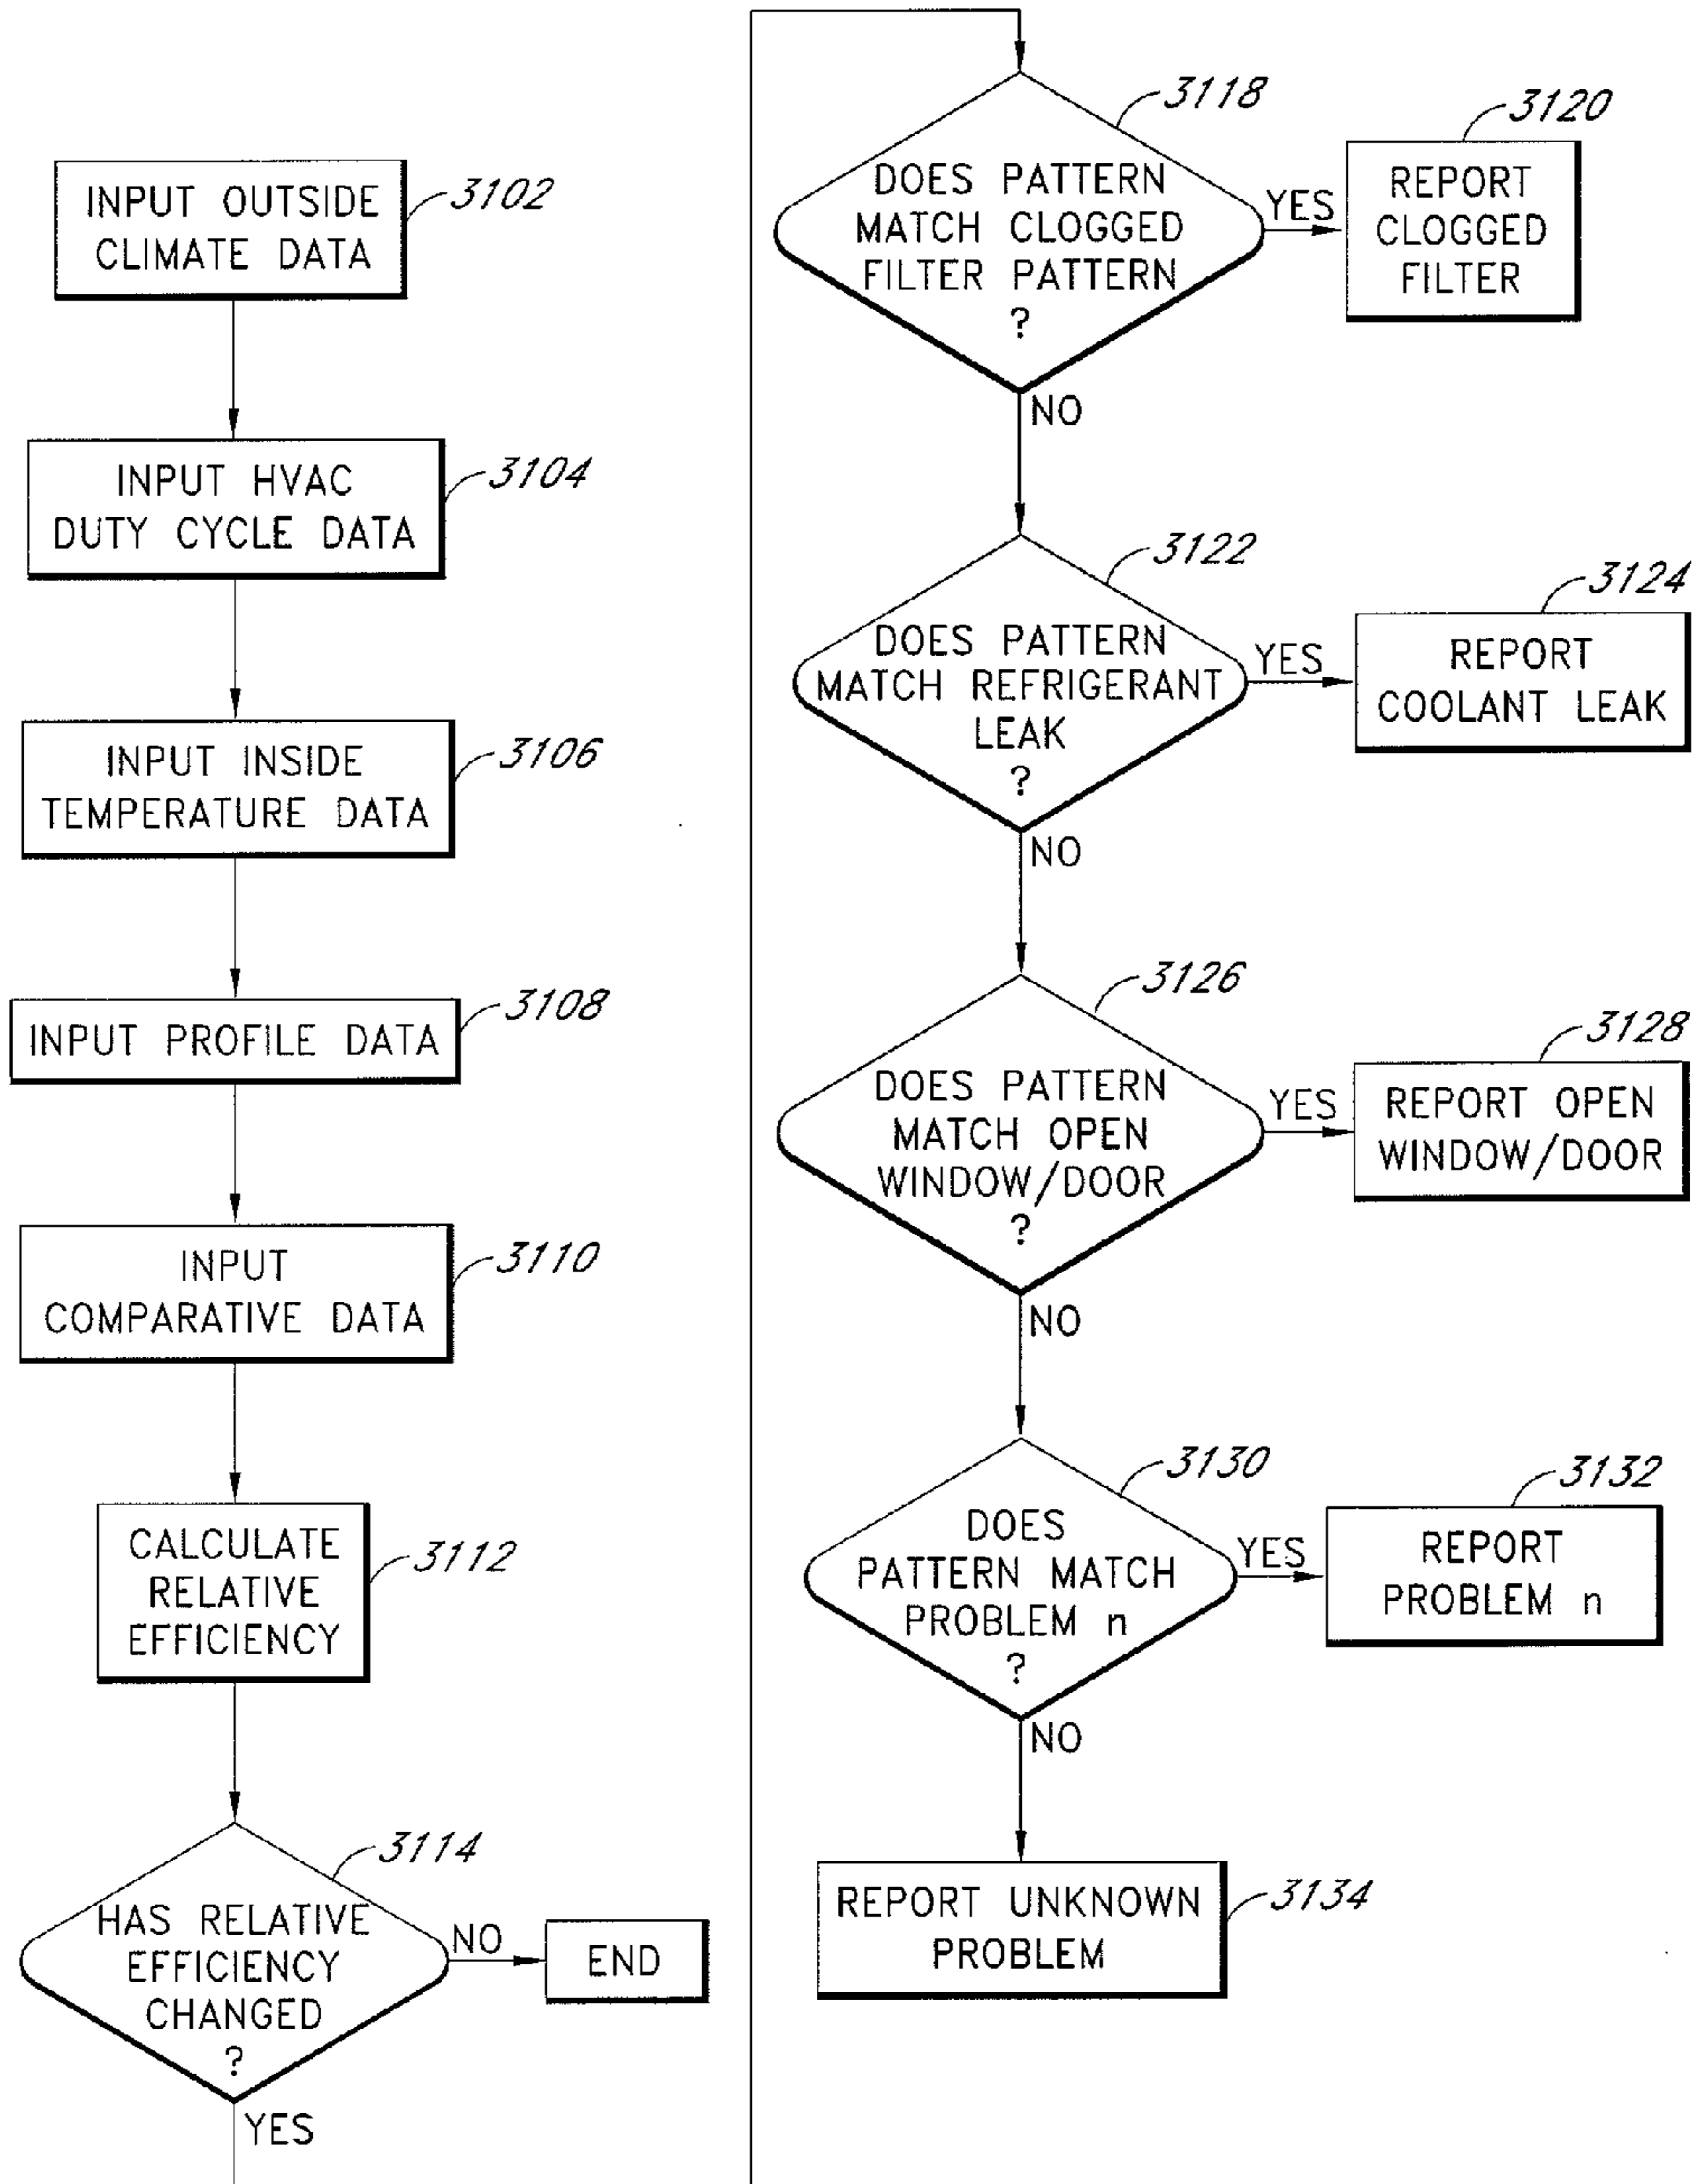 INPUT OUTSIDE
CLIMATE DATA
3102
INPUT HVAC
DUTY CYCLE DATA
3104
INPUT INSIDE
TEMPERATURE DATA
3106
INPUT PROFILE DATA
3108
INPUT
COMPARATIVE DATA
3110
CALCULATE
RELATIVE
EFFICIENCY
3112
HAS RELATIVE
EFFICIENCY
CHANGED
?
3114
NO
END
YES
DOES PATTERN
MATCH CLOGGED
FILTER PATTERN
?
3118
YES
REPORT
CLOGGED
FILTER
3120
NO
DOES PATTERN
MATCH REFRIGERANT
LEAK
?
3122
YES
REPORT
COOLANT LEAK
3124
NO
DOES PATTERN
MATCH OPEN
WINDOW/DOOR
?
3126
YES
REPORT OPEN
WINDOW/DOOR
3128
NO
DOES
PATTERN MATCH
PROBLEM n
?
3130
YES
REPORT
PROBLEM n
3132
NO
REPORT UNKNOWN
PROBLEM
3134